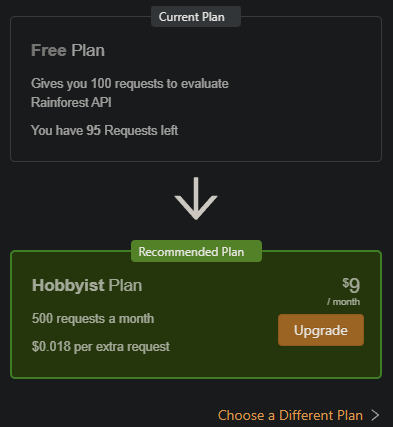 Current Plan
Free Plan
Gives you 100 requests to evaluate
Rainforest API
You have 95 Requests left
Recommended Plan
Hobbyist Plan
$9
/ month
500 requests a month
$0.018 per extra request
Upgrade
Choose a Different Plan